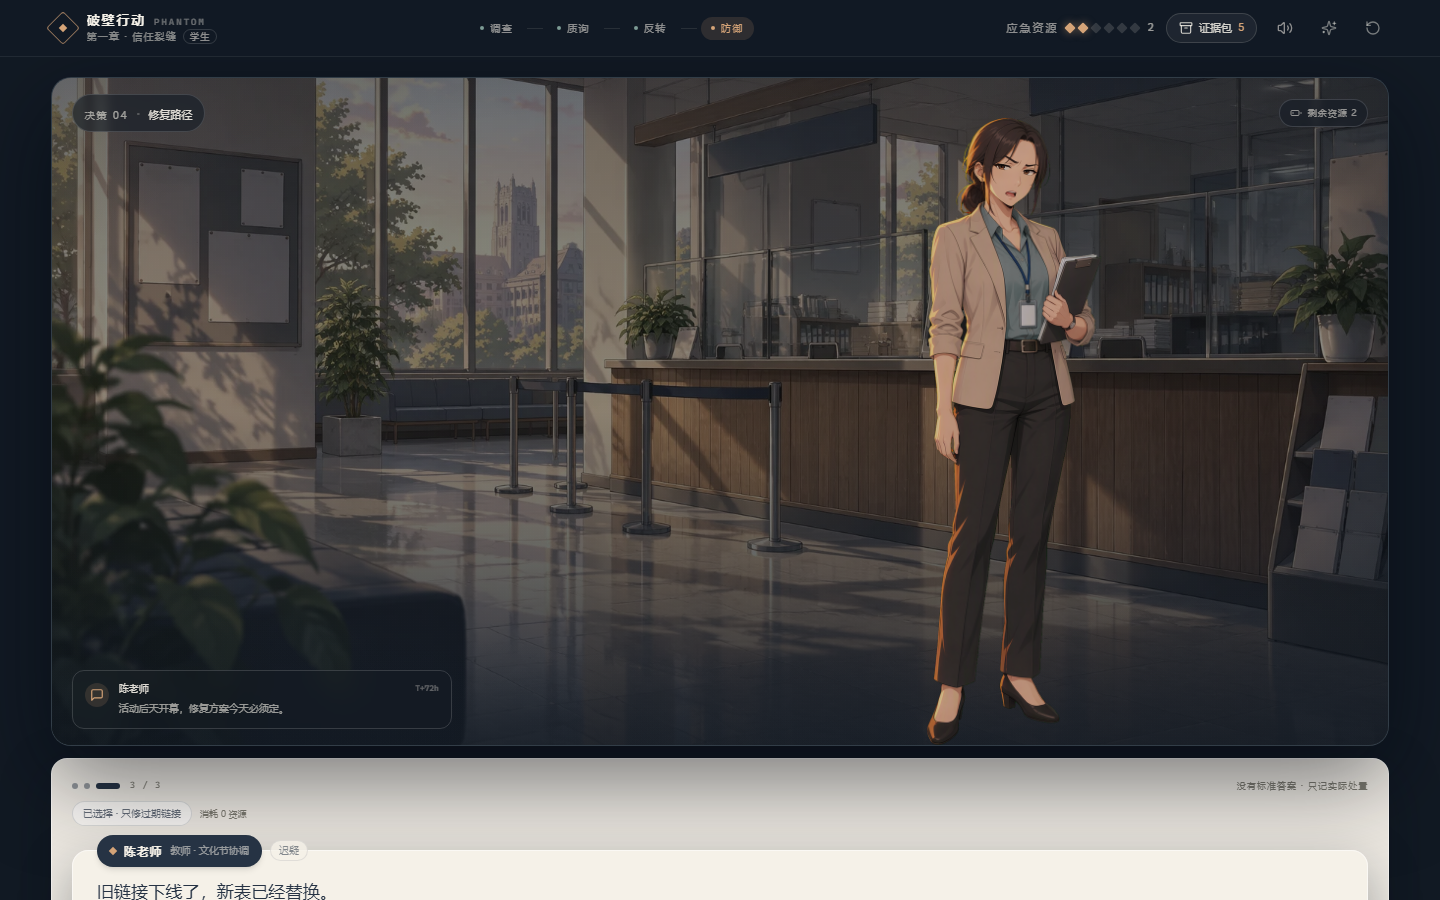 破壁行动 PHANTOM
第一章 · 信任裂缝 学生
调查
质询
反转
防御
应急资源 2
证据包 5
决策 04 · 修复路径
剩余资源 2
陈老师 T+72h
活动后天开幕，修复方案今天必须定。
3 / 3
没有标准答案 · 只记实际处置
已选择 · 只修过期链接 消耗 0 资源
陈老师 教师 · 文化节协调 迟疑
旧链接下线了，新表已经替换。